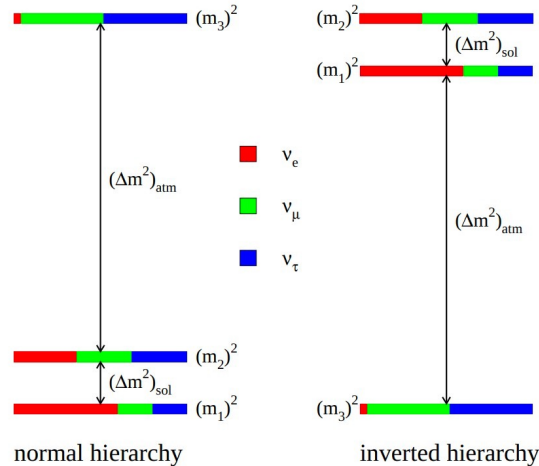 (m₃)²
(m₂)²
(Δm²)sol
(m₁)²
νe
(Δm²)atm
νμ
(Δm²)atm
ντ
(m₂)²
(Δm²)sol
(m₁)²
(m₃)²
normal hierarchy
inverted hierarchy